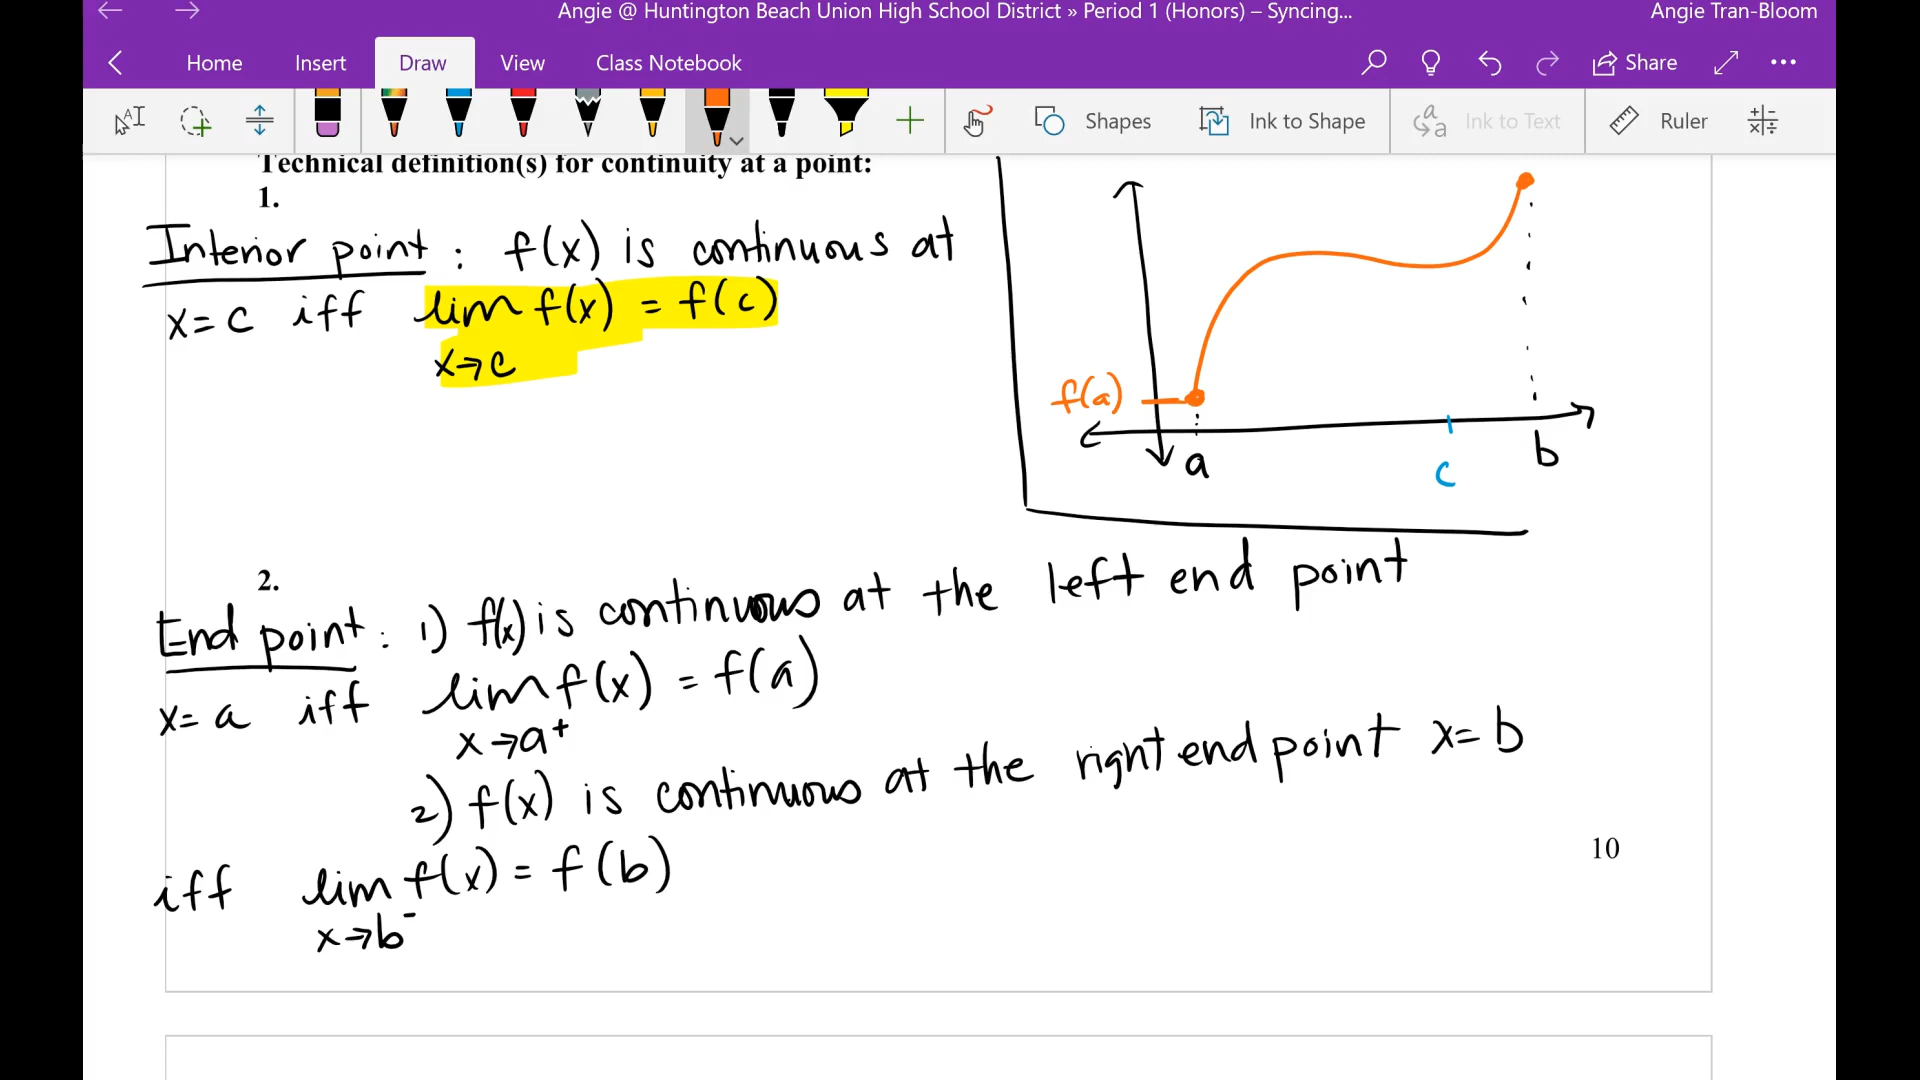 Angie @ Huntington Beach Union High School District » Period 1 (Honors) – Syncing...
Angie Tran-Bloom
Home Insert Draw View Class Notebook Share
Shapes Ink to Shape Ink to Text Ruler
Technical definition(s) for continuity at a point:
1.
Interior point : f(x) is continuous at
x=c iff lim f(x) = f(c)
x→c
f(a)
a
c
b
2.
End point : 1) f(x) is continuous at the left end point
x=a iff lim f(x) = f(a)
x→a⁺
2) f(x) is continuous at the right end point x=b
iff lim f(x) = f(b)
x→b⁻
10